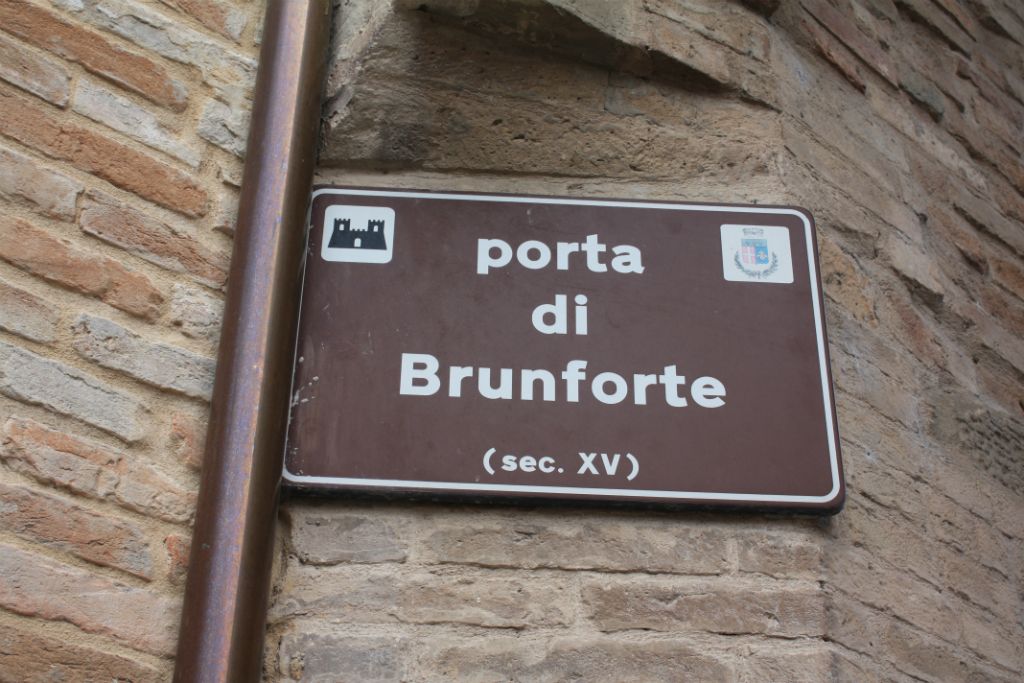 porta
di
Brunforte
(sec. XV)